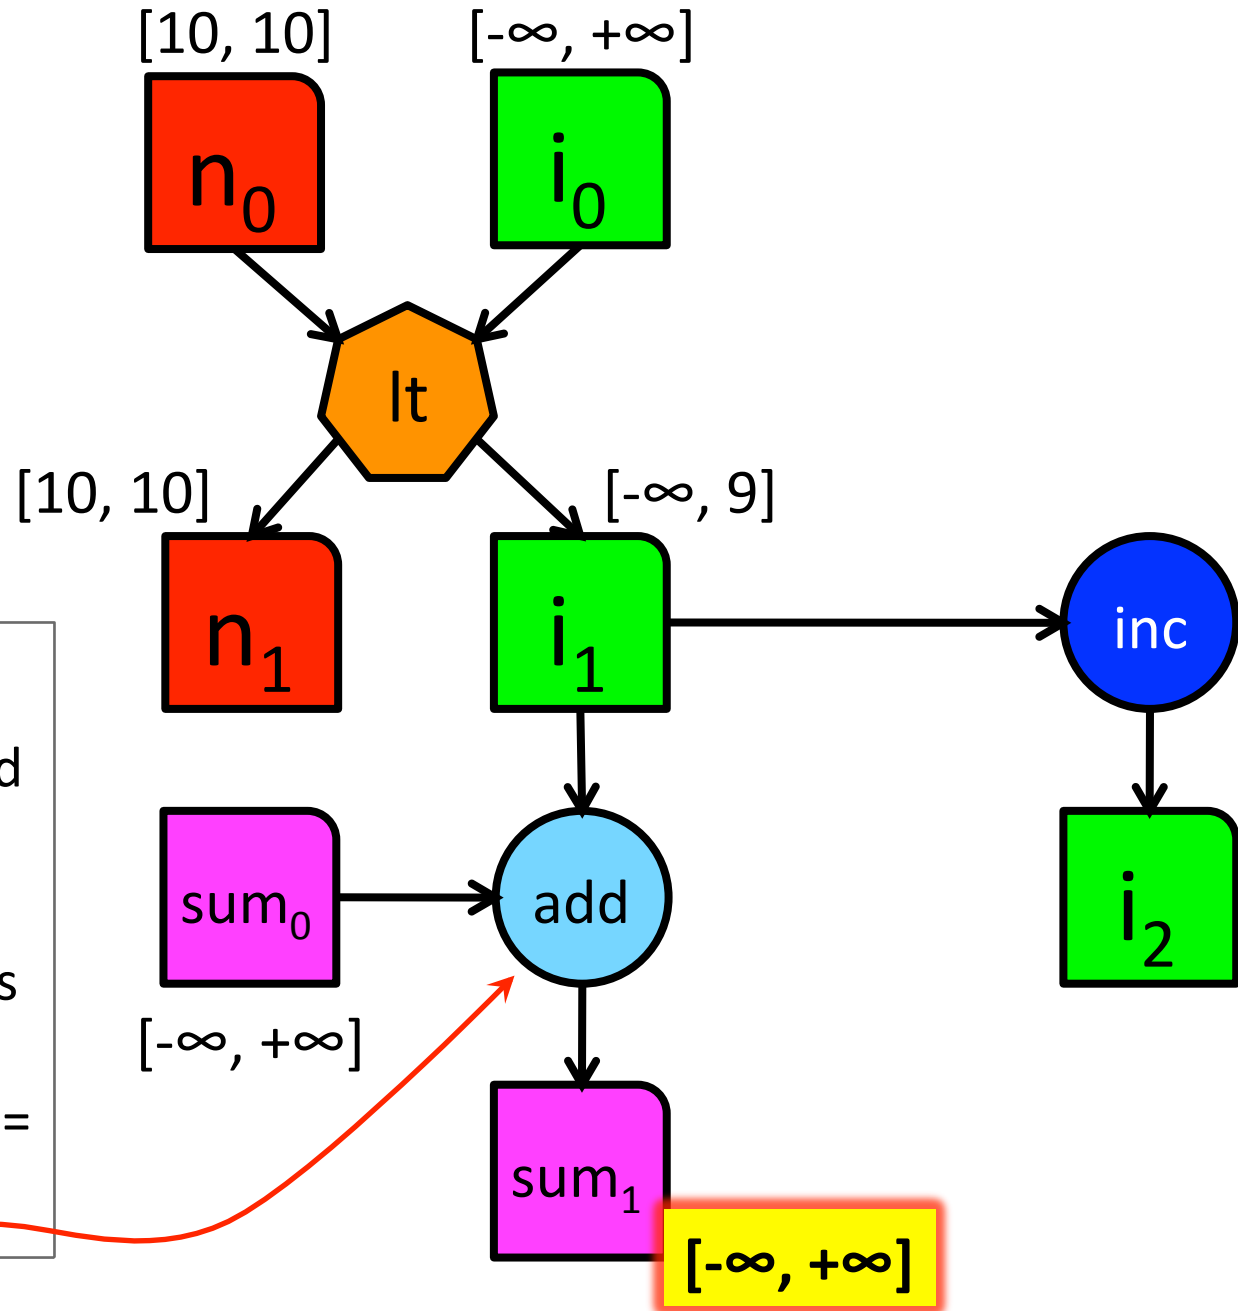 [10, 10]
[-∞, +∞]
n₀
i₀
lt
[10, 10]
[-∞, 9]
n₁
i₁
inc
d
sum₀
add
i₂
s
[-∞, +∞]
=
sum₁
[-∞, +∞]